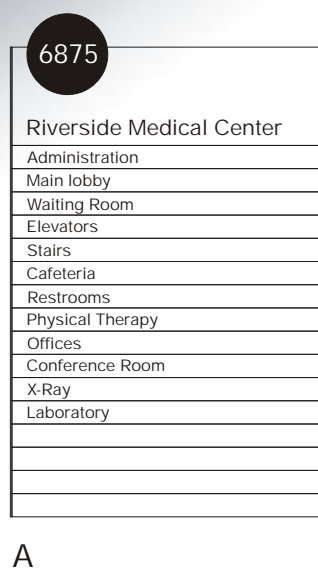 6875
Riverside Medical Center
Administration
Main lobby
Waiting Room
Elevators
Stairs
Cafeteria
Restrooms
Physical Therapy
Offices
Conference Room
X-Ray
Laboratory
A